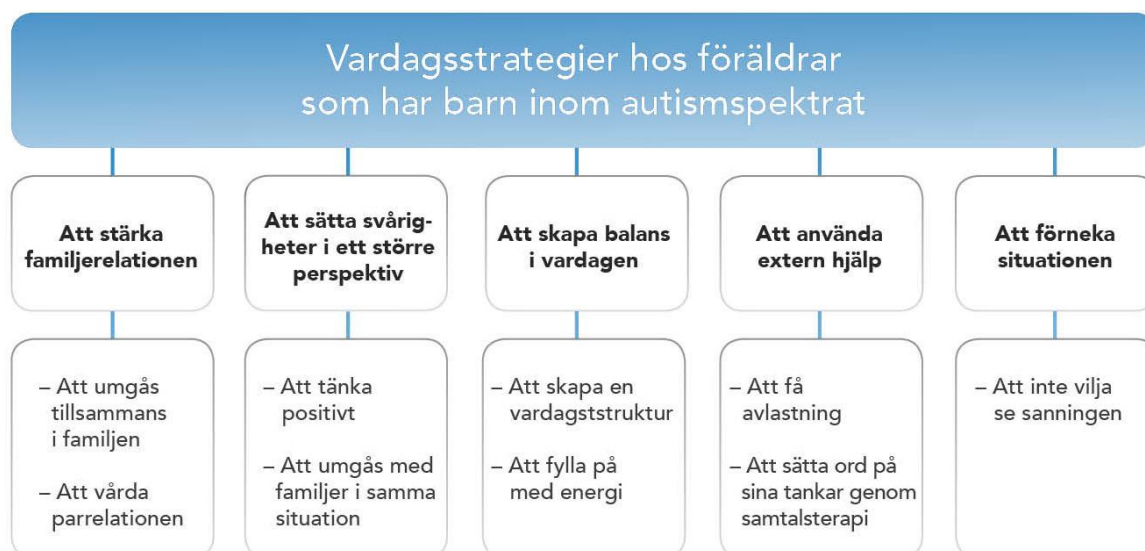 Vardagsstrategier hos föräldrar
som har barn inom autismspektrat
Att stärka
familjerelationen
Att sätta svårig-
heter i ett större
perspektiv
Att skapa balans
i vardagen
Att använda
extern hjälp
Att förneka
situationen
– Att umgås
tillsammans
i familjen
– Att vårda
parrelationen
– Att tänka
positivt
– Att umgås med
familjer i samma
situation
– Att skapa en
vardagststruktur
– Att fylla på
med energi
– Att få
avlastning
– Att sätta ord på
sina tankar genom
samtalsterapi
– Att inte vilja
se sanningen